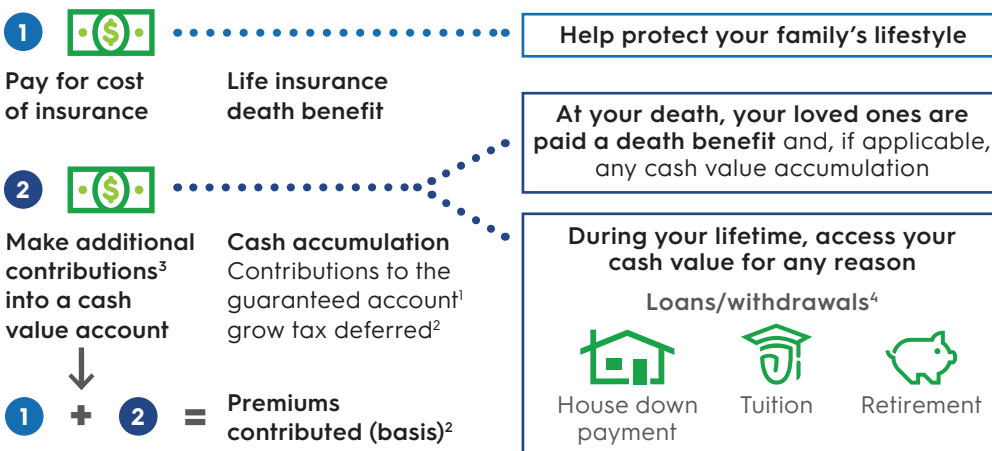 1
Help protect your family's lifestyle
Pay for cost
of insurance
Life insurance
death benefit
At your death, your loved ones are
paid a death benefit and, if applicable,
any cash value accumulation
2
Make additional
contributions³
into a cash
value account
Cash accumulation
Contributions to the
guaranteed account¹
grow tax deferred²
During your lifetime, access your
cash value for any reason
Loans/withdrawals⁴
House down
payment
Tuition
Retirement
1 + 2 = Premiums
contributed (basis)²